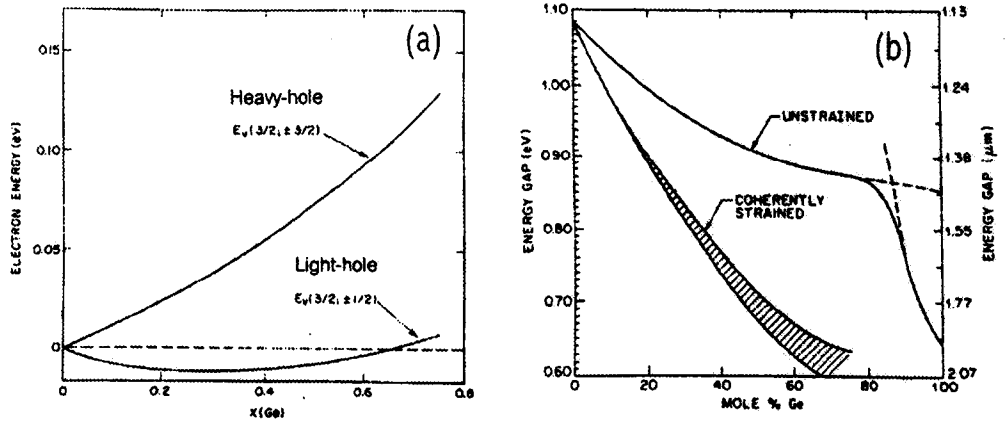 (a)
0.15
0.10
0.05
0
ELECTRON ENERGY (eV)
Heavy-hole
Ev(3/2; ±3/2)
Light-hole
Ev(3/2; ±1/2)
0 0.2 0.4 0.6 0.8
X(Ge)
(b)
1.10
1.00
0.90
0.80
0.70
0.60
ENERGY GAP (eV)
UNSTRAINED
COHERENTLY
STRAINED
1.13
1.24
1.38
1.55
1.77
2.07
ENERGY GAP (μm)
0 20 40 60 80 100
MOLE % Ge